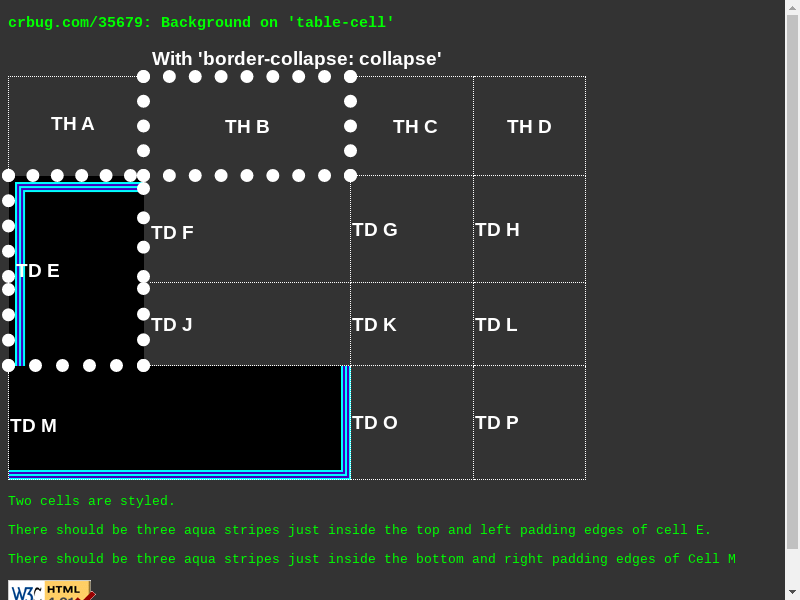 crbug.com/35679: Background on 'table-cell'
With 'border-collapse: collapse'
TH A
TH B
TH C
TH D
TD E
TD F
TD G
TD H
TD J
TD K
TD L
TD M
TD O
TD P
Two cells are styled.
There should be three aqua stripes just inside the top and left padding edges of cell E.
There should be three aqua stripes just inside the bottom and right padding edges of Cell M
W3C HTML